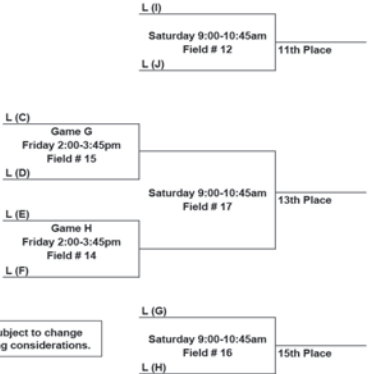 L (I)
Saturday 9:00-10:45am
Field # 12
11th Place
L (J)
L (C)
Game G
Friday 2:00-3:45pm
Field # 15
L (D)
Saturday 9:00-10:45am
Field # 17
13th Place
L (E)
Game H
Friday 2:00-3:45pm
Field # 14
L (F)
L (G)
Saturday 9:00-10:45am
Field # 16
15th Place
L (H)
ubject to change
ng considerations.